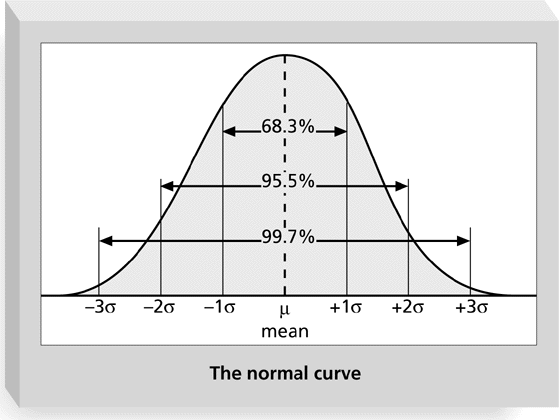 68.3%
95.5%
99.7%
−3σ −2σ −1σ μ +1σ +2σ +3σ
mean
The normal curve